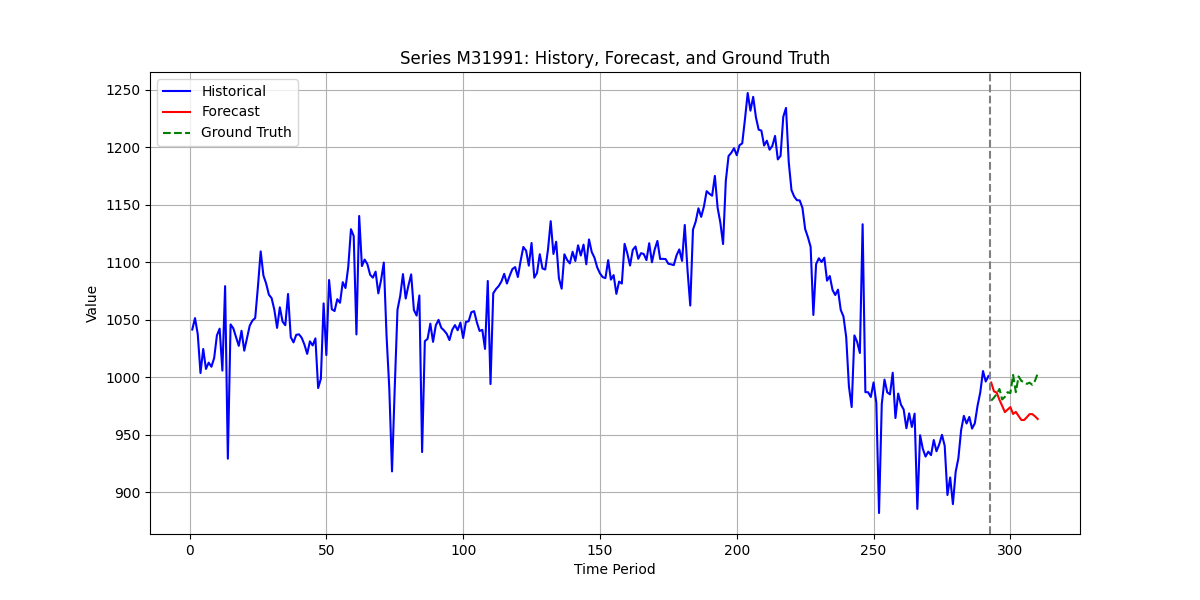 Series M31991: History, Forecast, and Ground Truth
Historical
Forecast
Ground Truth
1250
1200
1150
1100
1050
1000
950
900
Value
0 50 100 150 200 250 300
Time Period